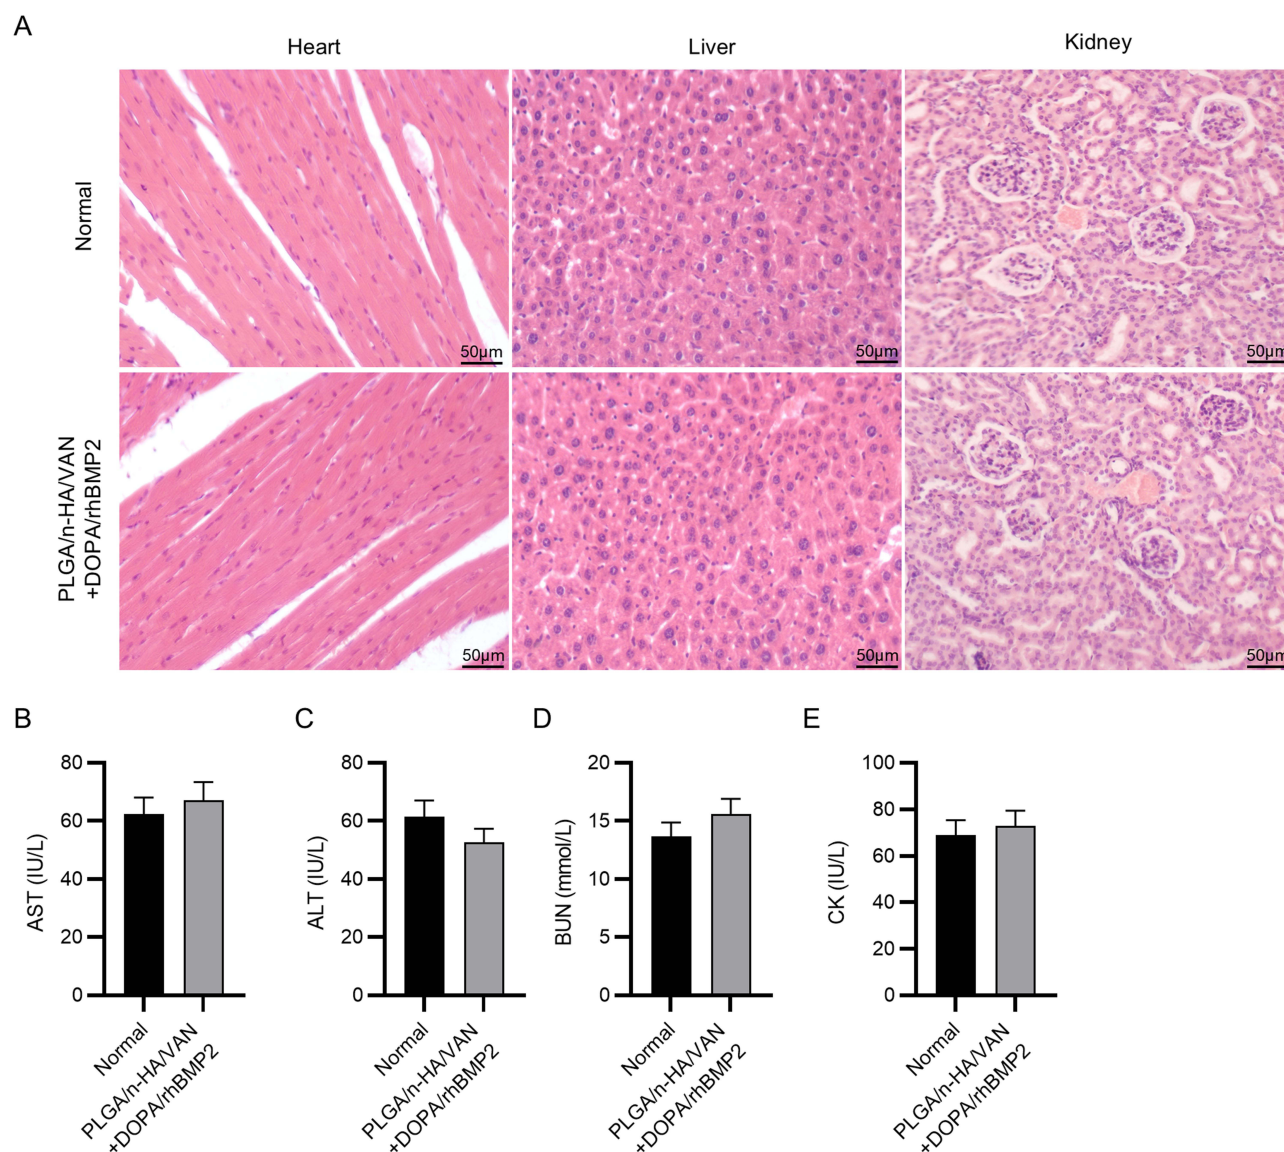 A
Heart
Liver
Kidney
Normal
50μm
50μm
50μm
PLGA/n-HA/VAN
+DOPA/rhBMP2
50μm
50μm
50μm
B
C
D
E
AST (IU/L)
80
60
40
20
0
Normal
PLGA/n-HA/VAN
+DOPA/rhBMP2
ALT (IU/L)
80
60
40
20
0
Normal
PLGA/n-HA/VAN
+DOPA/rhBMP2
BUN (mmol/L)
20
15
10
5
0
Normal
PLGA/n-HA/VAN
+DOPA/rhBMP2
CK (IU/L)
100
80
60
40
20
0
Normal
PLGA/n-HA/VAN
+DOPA/rhBMP2